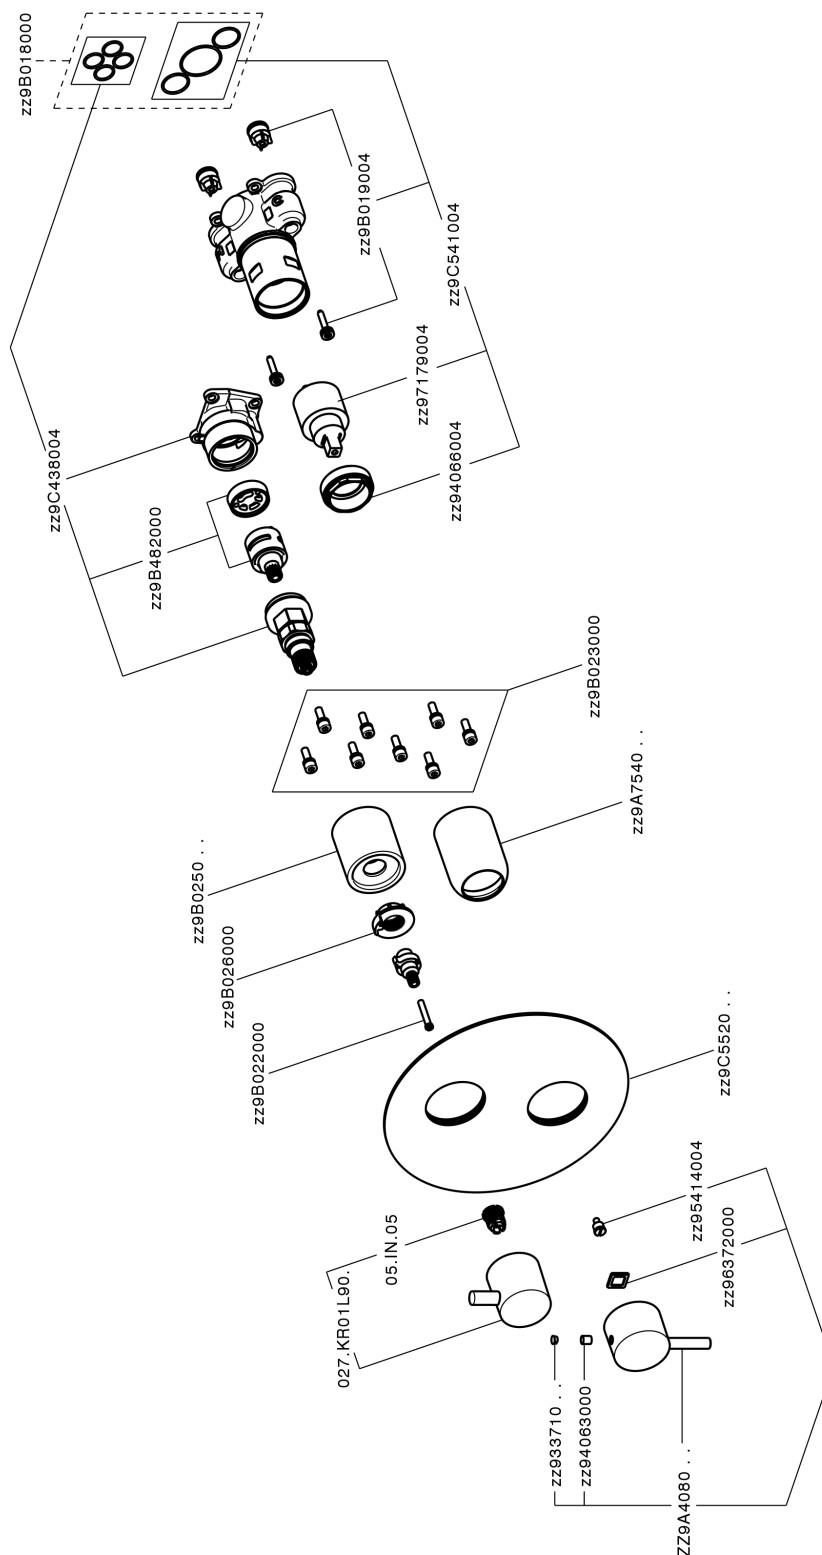 zz9B018000
zz9B019004
zz9C541004
zz97179004
zz94066004
zz9C438004
zz9B482000
zz9B023000
zz9A7540 . .
zz9B0250 . .
zz9B026000
zz9B022000
zz9C5520 . .
zz95414004
zz96372000
05.IN.05
027.KR01L90.
zz933710 . .
zz94063000
ZZ9A4080 . .